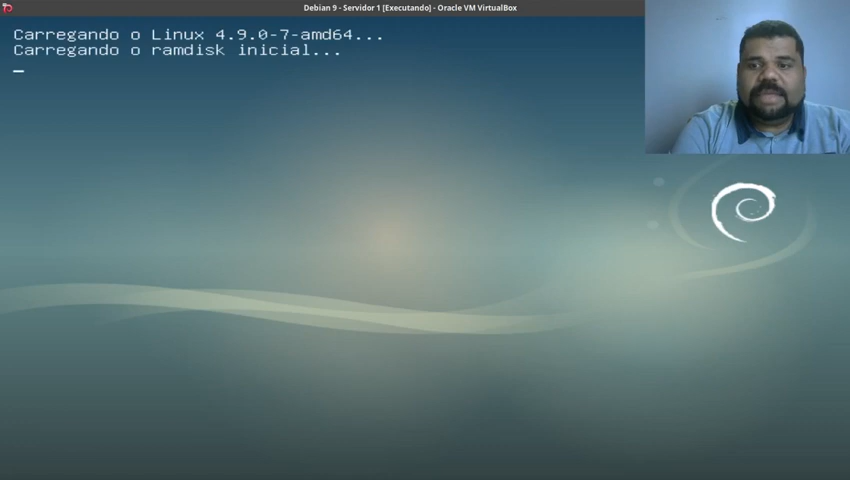 Debian 9 - Servidor 1 [Executando] - Oracle VM VirtualBox
Carregando o Linux 4.9.0-7-amd64...
Carregando o ramdisk inicial...